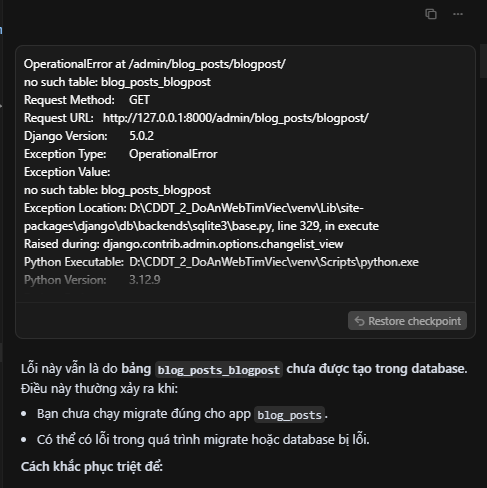 OperationalError at /admin/blog_posts/blogpost/
no such table: blog_posts_blogpost
Request Method: GET
Request URL: http://127.0.0.1:8000/admin/blog_posts/blogpost/
Django Version: 5.0.2
Exception Type: OperationalError
Exception Value:
no such table: blog_posts_blogpost
Exception Location: D:\CDDT_2_DoAnWebTimViec\venv\Lib\site-
packages\django\db\backends\sqlite3\base.py, line 329, in execute
Raised during: django.contrib.admin.options.changelist_view
Python Executable: D:\CDDT_2_DoAnWebTimViec\venv\Scripts\python.exe
Python Version: 3.12.9
Restore checkpoint
Lỗi này vẫn là do bảng blog_posts_blogpost chưa được tạo trong database.
Điều này thường xảy ra khi:
• Bạn chưa chạy migrate đúng cho app blog_posts.
• Có thể có lỗi trong quá trình migrate hoặc database bị lỗi.
Cách khắc phục triệt để: